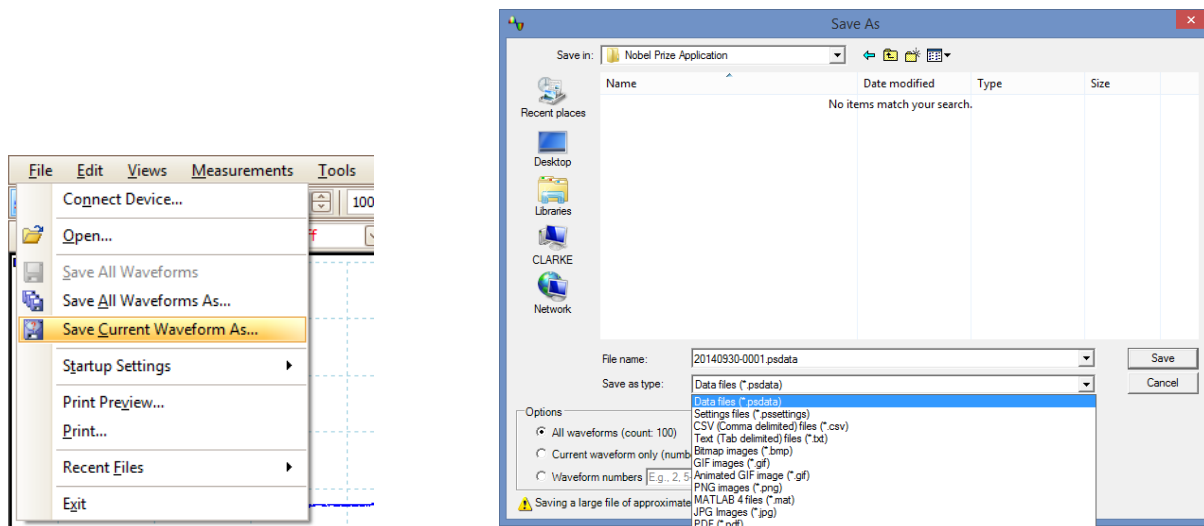 File Edit Views Measurements Tools
Connect Device...
100
Open...
Save All Waveforms
Save All Waveforms As...
Save Current Waveform As...
Startup Settings
Print Preview...
Print...
Recent Files
Exit
Save As
Save in: Nobel Prize Application
Name Date modified Type Size
No items match your search.
Recent places
Desktop
Libraries
CLARKE
Network
File name: 20140930-0001.psdata Save
Save as type: Data files (*.psdata) Cancel
Data files (*.psdata)
Settings files (*.pssettings)
CSV (Comma delimited) files (*.csv)
Text (Tab delimited) files (*.txt)
Bitmap images (*.bmp)
GIF images (*.gif)
Animated GIF image (*.gif)
PNG images (*.png)
MATLAB 4 files (*.mat)
JPG Images (*.jpg)
PDF (*.pdf)
Options
All waveforms (count: 100)
Current waveform only (numb
Waveform numbers E.g., 2, 5-
Saving a large file of approximate